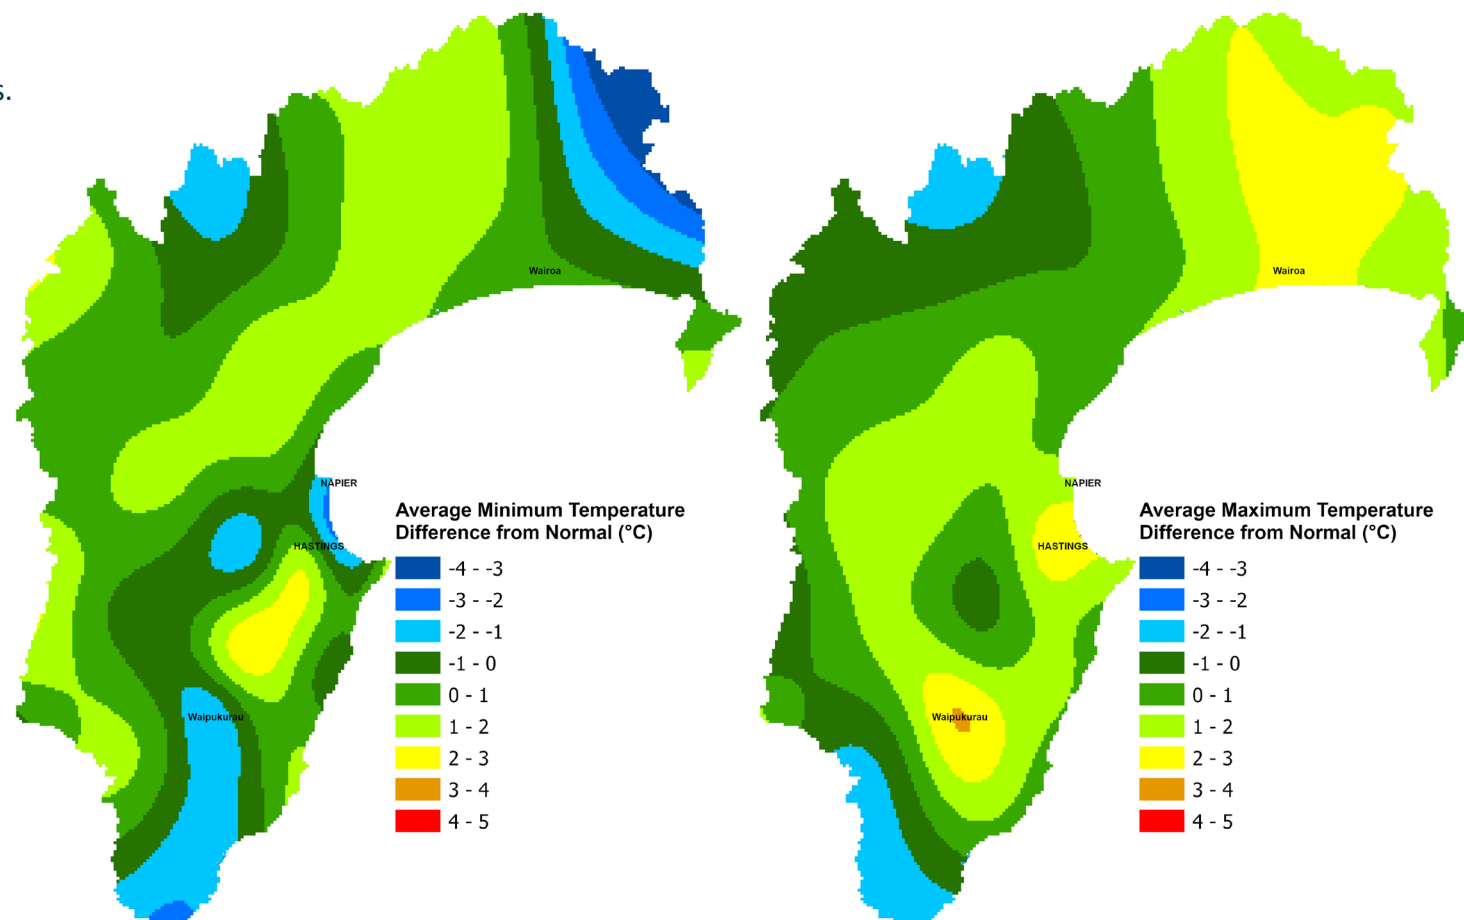 s.
Wairoa
NAPIER
HASTINGS
Waipukurau
Average Minimum Temperature
Difference from Normal (°C)
-4 - -3
-3 - -2
-2 - -1
-1 - 0
0 - 1
1 - 2
2 - 3
3 - 4
4 - 5
Wairoa
NAPIER
HASTINGS
Waipukurau
Average Maximum Temperature
Difference from Normal (°C)
-4 - -3
-3 - -2
-2 - -1
-1 - 0
0 - 1
1 - 2
2 - 3
3 - 4
4 - 5